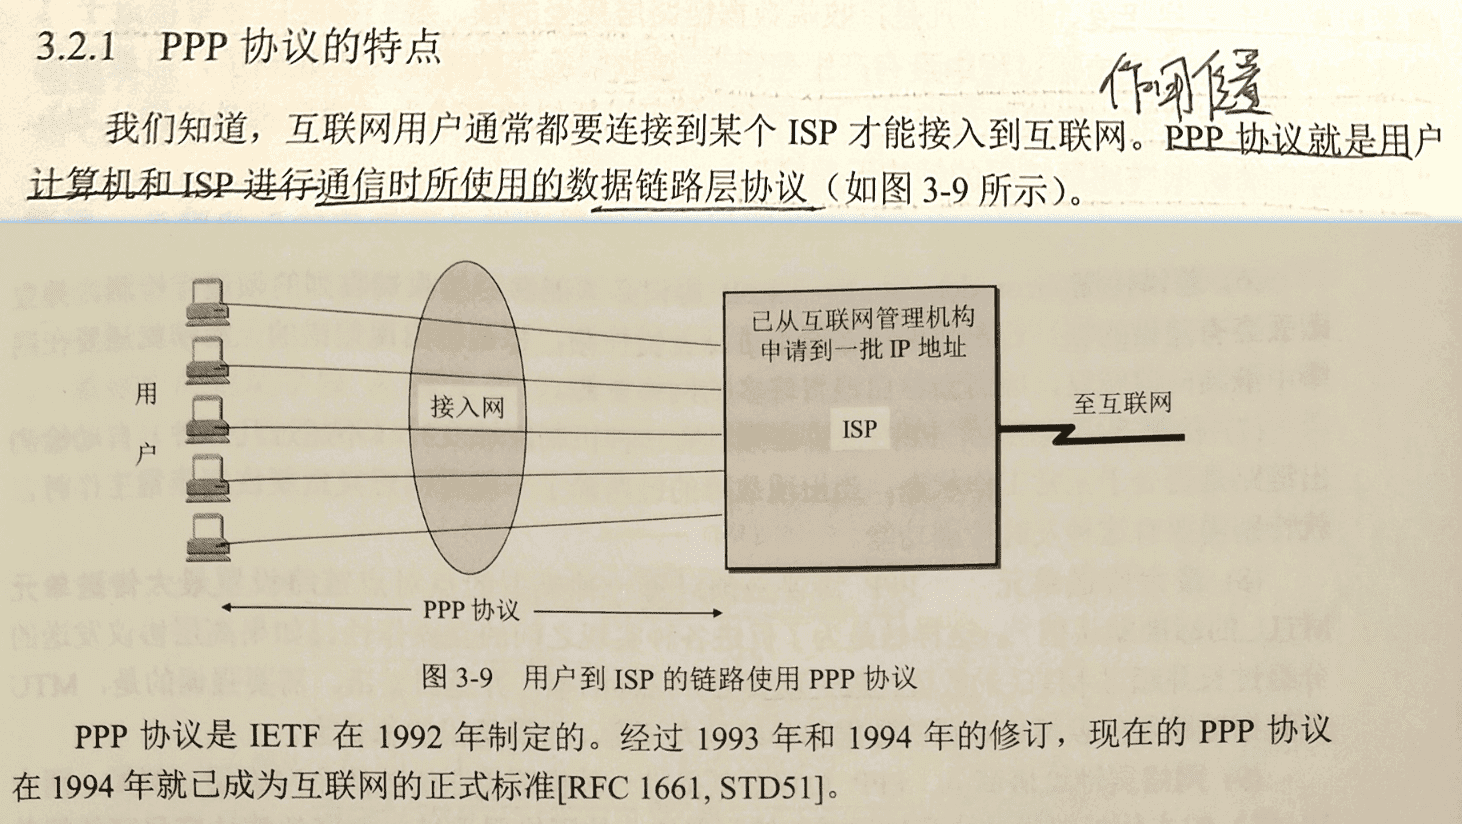 3.2.1 PPP 协议的特点
作用位置
我们知道，互联网用户通常都要连接到某个 ISP 才能接入到互联网。PPP 协议就是用户
计算机和 ISP 进行通信时所使用的数据链路层协议（如图 3-9 所示）。
用户
接入网
已从互联网管理机构
申请到一批 IP 地址
ISP
至互联网
PPP 协议
图 3-9 用户到 ISP 的链路使用 PPP 协议
PPP 协议是 IETF 在 1992 年制定的。经过 1993 年和 1994 年的修订，现在的 PPP 协议
在 1994 年就已成为互联网的正式标准[RFC 1661, STD51]。